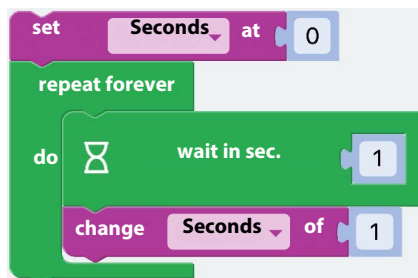 set Seconds at 0
repeat forever
do wait in sec. 1
change Seconds of 1